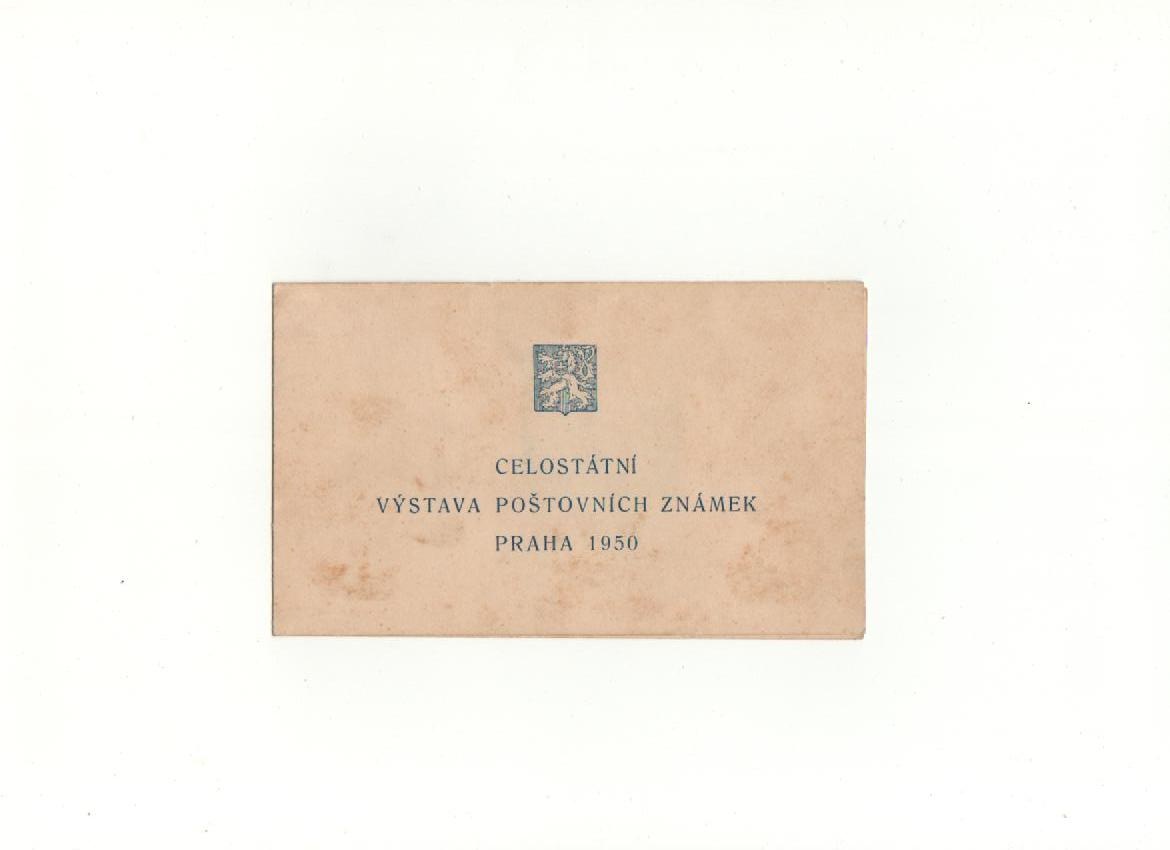 CELOSTÁTNÍ
VÝSTAVA POŠTOVNÍCH ZNÁMEK
PRAHA 1950